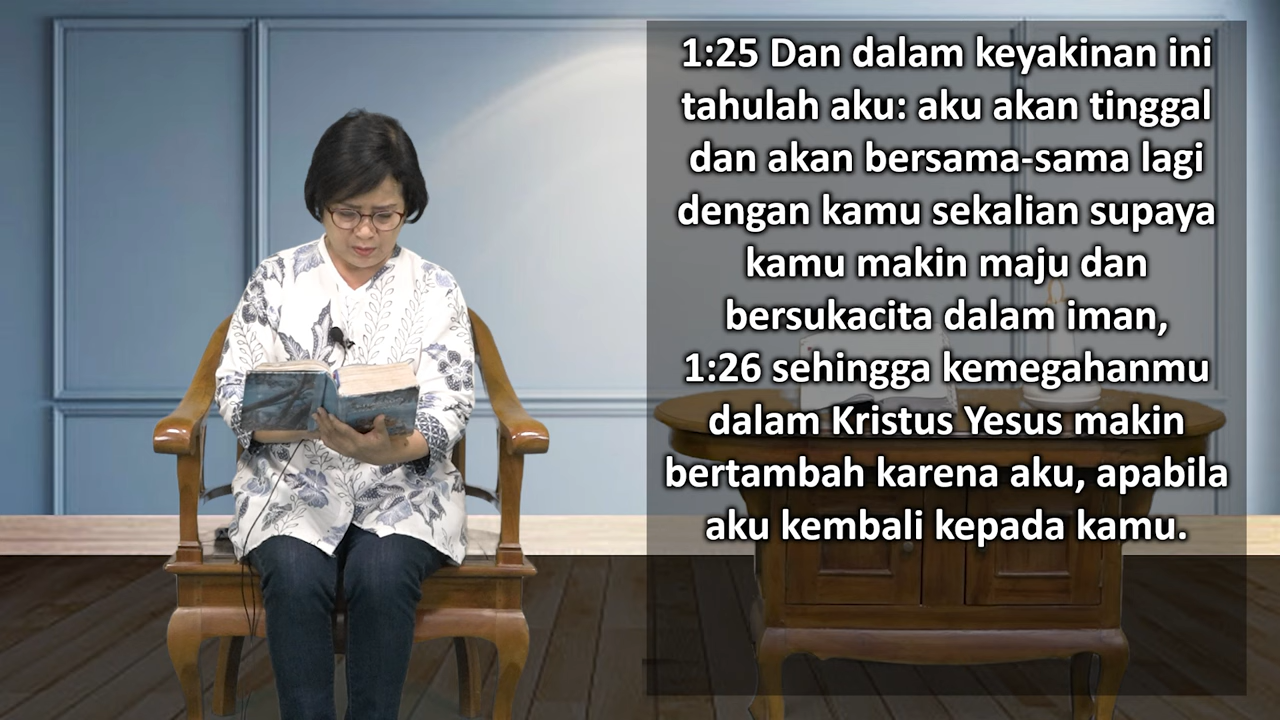 1:25 Dan dalam keyakinan ini
tahulah aku: aku akan tinggal
dan akan bersama-sama lagi
dengan kamu sekalian supaya
kamu makin maju dan
bersukacita dalam iman,
1:26 sehingga kemegahanmu
dalam Kristus Yesus makin
bertambah karena aku, apabila
aku kembali kepada kamu.